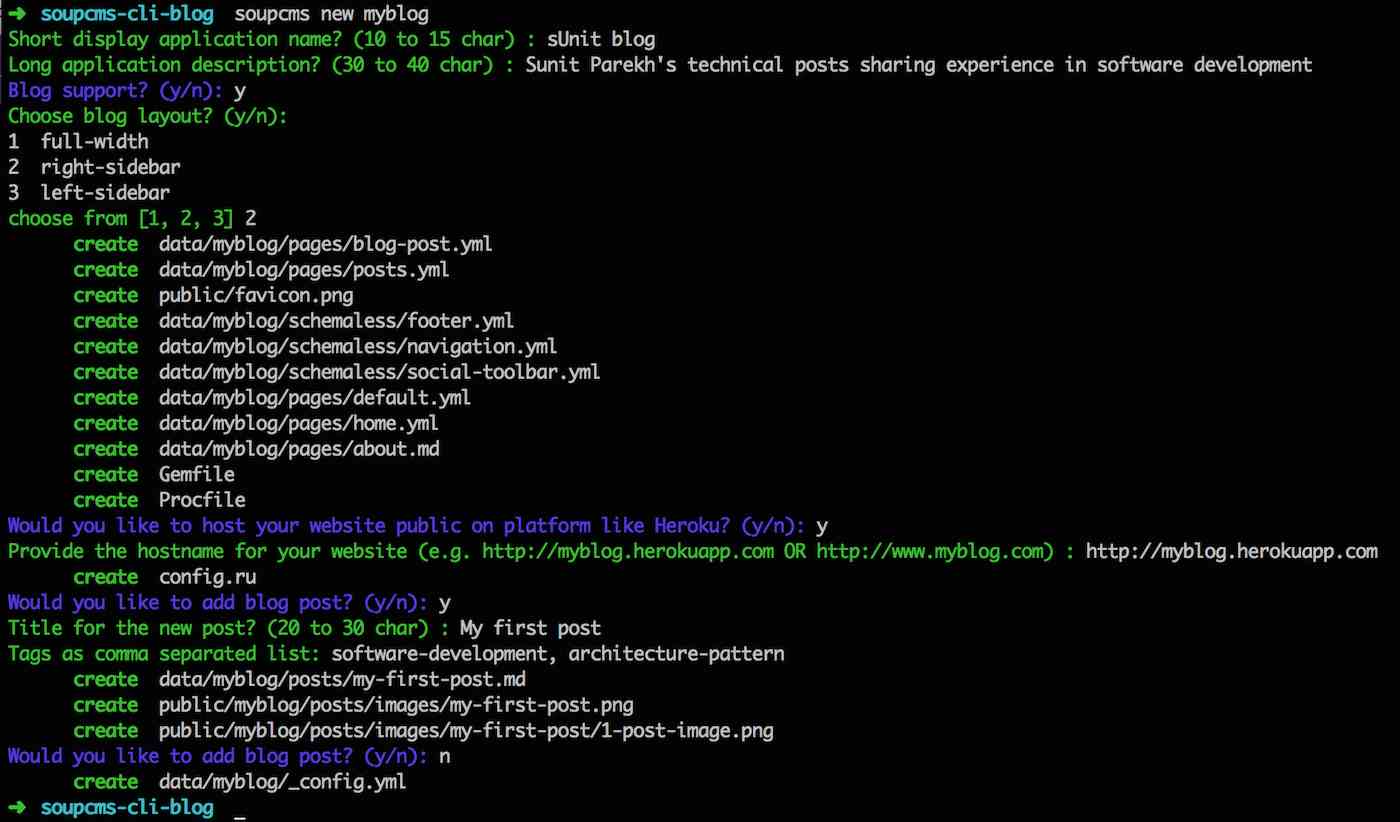 ➜ soupcms-cli-blog soupcms new myblog
Short display application name? (10 to 15 char) : sUnit blog
Long application description? (30 to 40 char) : Sunit Parekh's technical posts sharing experience in software development
Blog support? (y/n): y
Choose blog layout? (y/n):
1 full-width
2 right-sidebar
3 left-sidebar
choose from [1, 2, 3] 2
create data/myblog/pages/blog-post.yml
create data/myblog/pages/posts.yml
create public/favicon.png
create data/myblog/schemaless/footer.yml
create data/myblog/schemaless/navigation.yml
create data/myblog/schemaless/social-toolbar.yml
create data/myblog/pages/default.yml
create data/myblog/pages/home.yml
create data/myblog/pages/about.md
create Gemfile
create Procfile
Would you like to host your website public on platform like Heroku? (y/n): y
Provide the hostname for your website (e.g. http://myblog.herokuapp.com OR http://www.myblog.com) : http://myblog.herokuapp.com
create config.ru
Would you like to add blog post? (y/n): y
Title for the new post? (20 to 30 char) : My first post
Tags as comma separated list: software-development, architecture-pattern
create data/myblog/posts/my-first-post.md
create public/myblog/posts/images/my-first-post.png
create public/myblog/posts/images/my-first-post/1-post-image.png
Would you like to add blog post? (y/n): n
create data/myblog/_config.yml
➜ soupcms-cli-blog _